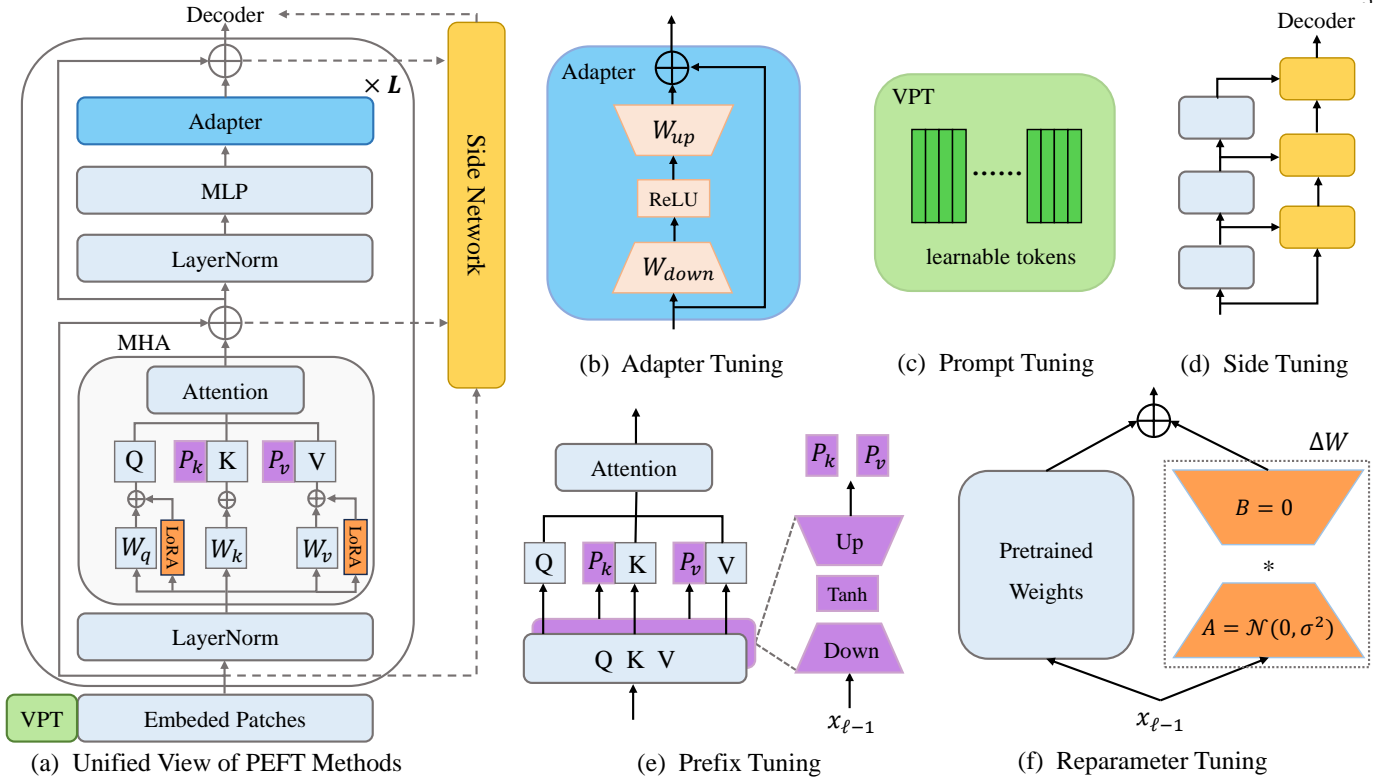 Decoder
× L
Adapter
MLP
LayerNorm
MHA
Attention
Q
P_k
K
P_v
V
W_q
LoRA
W_k
W_v
LoRA
LayerNorm
VPT
Embeded Patches
Side Network
(a) Unified View of PEFT Methods
Adapter
W_up
ReLU
W_down
(b) Adapter Tuning
VPT
......
learnable tokens
(c) Prompt Tuning
Decoder
(d) Side Tuning
Attention
Q
P_k
K
P_v
V
Q K V
P_k
P_v
Up
Tanh
Down
x_{ℓ−1}
(e) Prefix Tuning
ΔW
Pretrained
Weights
B = 0
*
A = 𝒩(0, σ²)
x_{ℓ−1}
(f) Reparameter Tuning